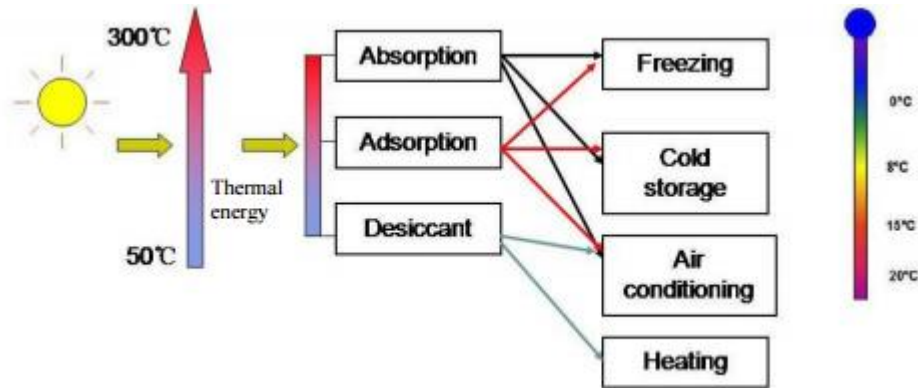 300℃
Thermal
energy
50℃
Absorption
Adsorption
Desiccant
Freezing
Cold
storage
Air
conditioning
Heating
0°C
8°C
15°C
20°C